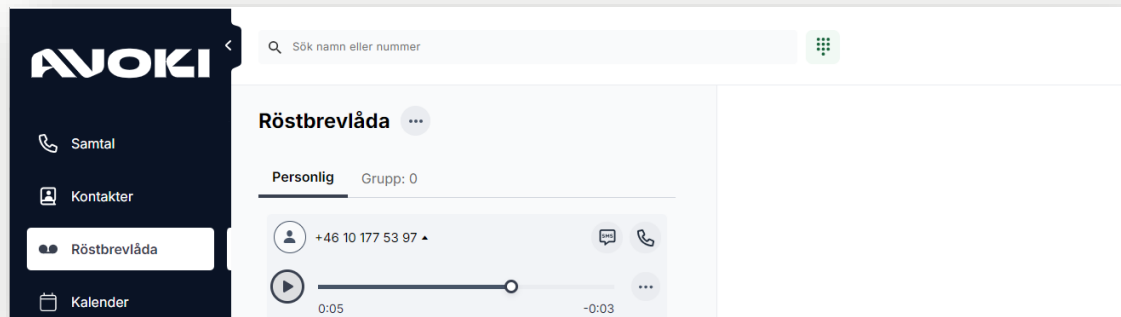 AVOKI
Sök namn eller nummer
Röstbrevlåda
Samtal
Personlig
Grupp: 0
Kontakter
+46 10 177 53 97
SMS
Röstbrevlåda
0:05
-0:03
Kalender